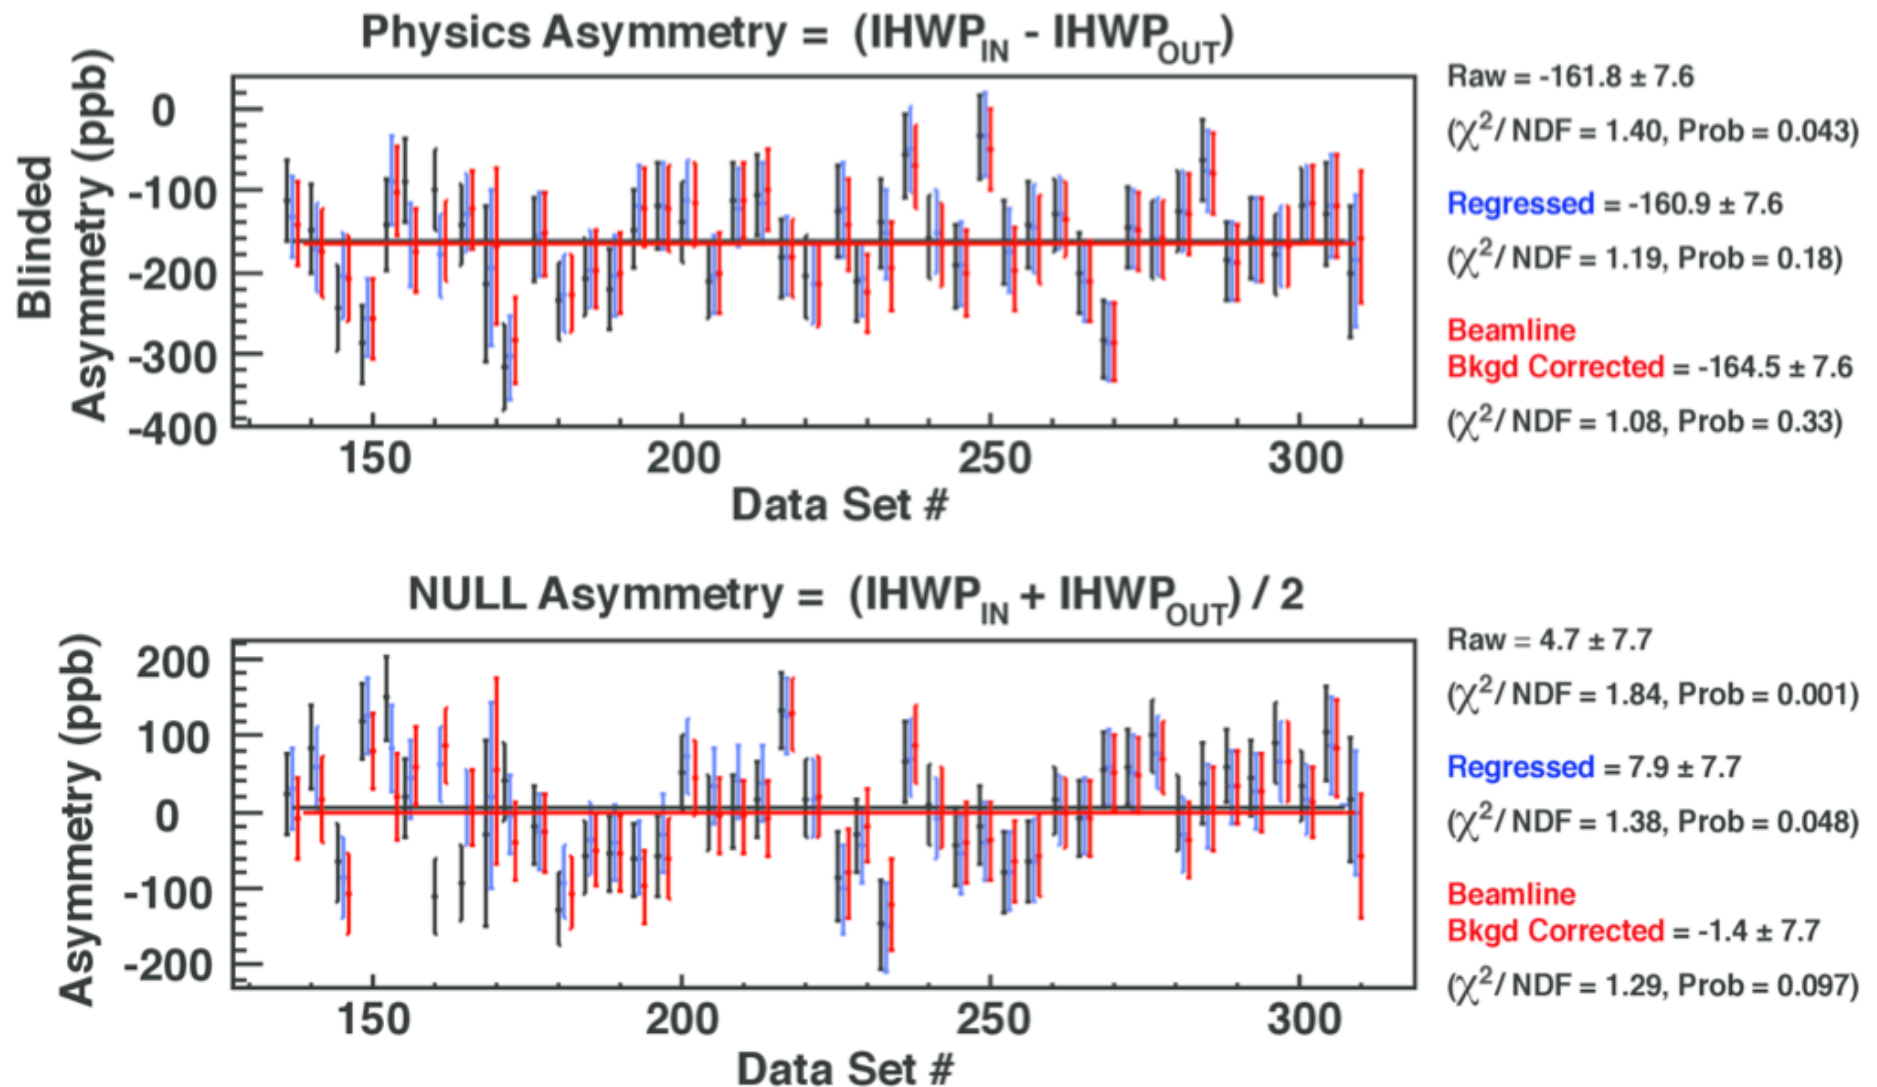 Physics Asymmetry = (IHWP_IN - IHWP_OUT)
Blinded
Asymmetry (ppb)
0
-100
-200
-300
-400
150
200
250
300
Data Set #
Raw = -161.8 ± 7.6
(χ²/ NDF = 1.40, Prob = 0.043)
Regressed = -160.9 ± 7.6
(χ²/ NDF = 1.19, Prob = 0.18)
Beamline
Bkgd Corrected = -164.5 ± 7.6
(χ²/ NDF = 1.08, Prob = 0.33)
NULL Asymmetry = (IHWP_IN + IHWP_OUT) / 2
Asymmetry (ppb)
200
100
0
-100
-200
150
200
250
300
Data Set #
Raw = 4.7 ± 7.7
(χ²/ NDF = 1.84, Prob = 0.001)
Regressed = 7.9 ± 7.7
(χ²/ NDF = 1.38, Prob = 0.048)
Beamline
Bkgd Corrected = -1.4 ± 7.7
(χ²/ NDF = 1.29, Prob = 0.097)